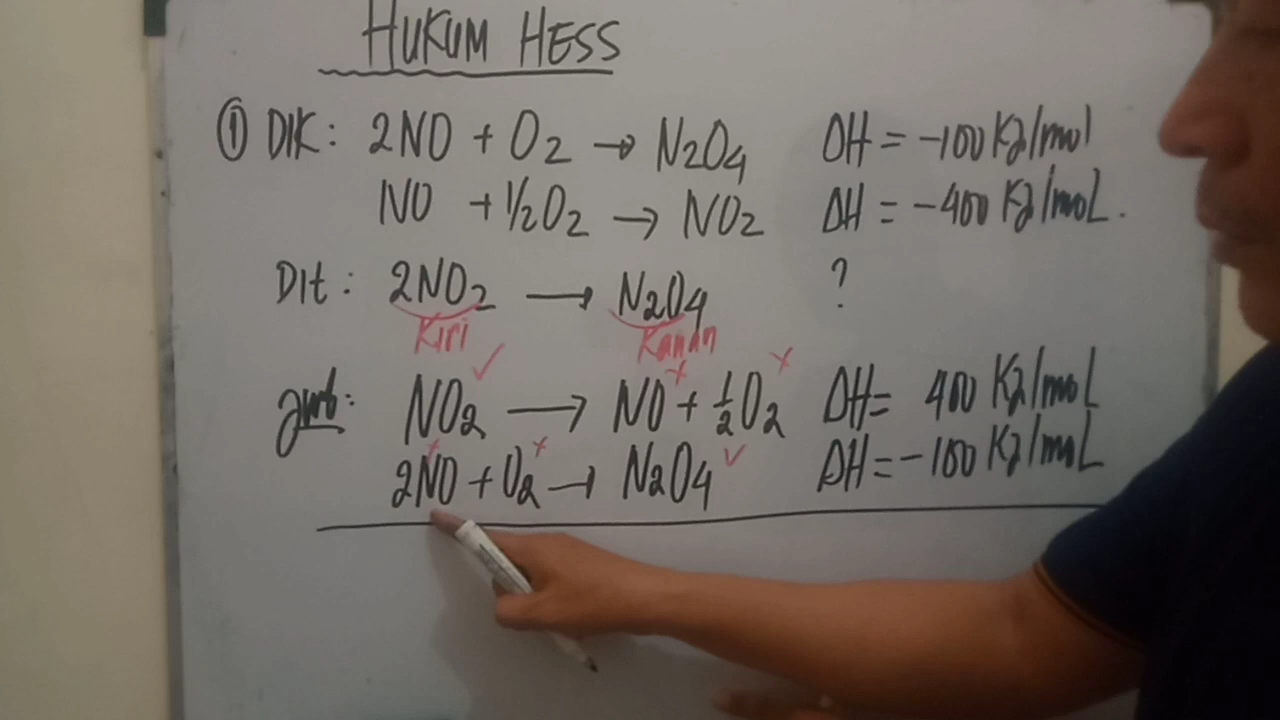 HUKUM HESS
① DIK: 2NO + O2 → N2O4 ΔH = -100 KJ/mol
NO + 1/2O2 → NO2 ΔH = -400 KJ/moL.
Dit: 2NO2 → N2O4 ?
Kiri Kanan
Jwb: NO2 ✓ → NO x + 1/2O2 x ΔH = 400 KJ/moL
2NO x + O2 x → N2O4 ✓ ΔH = -100 KJ/moL